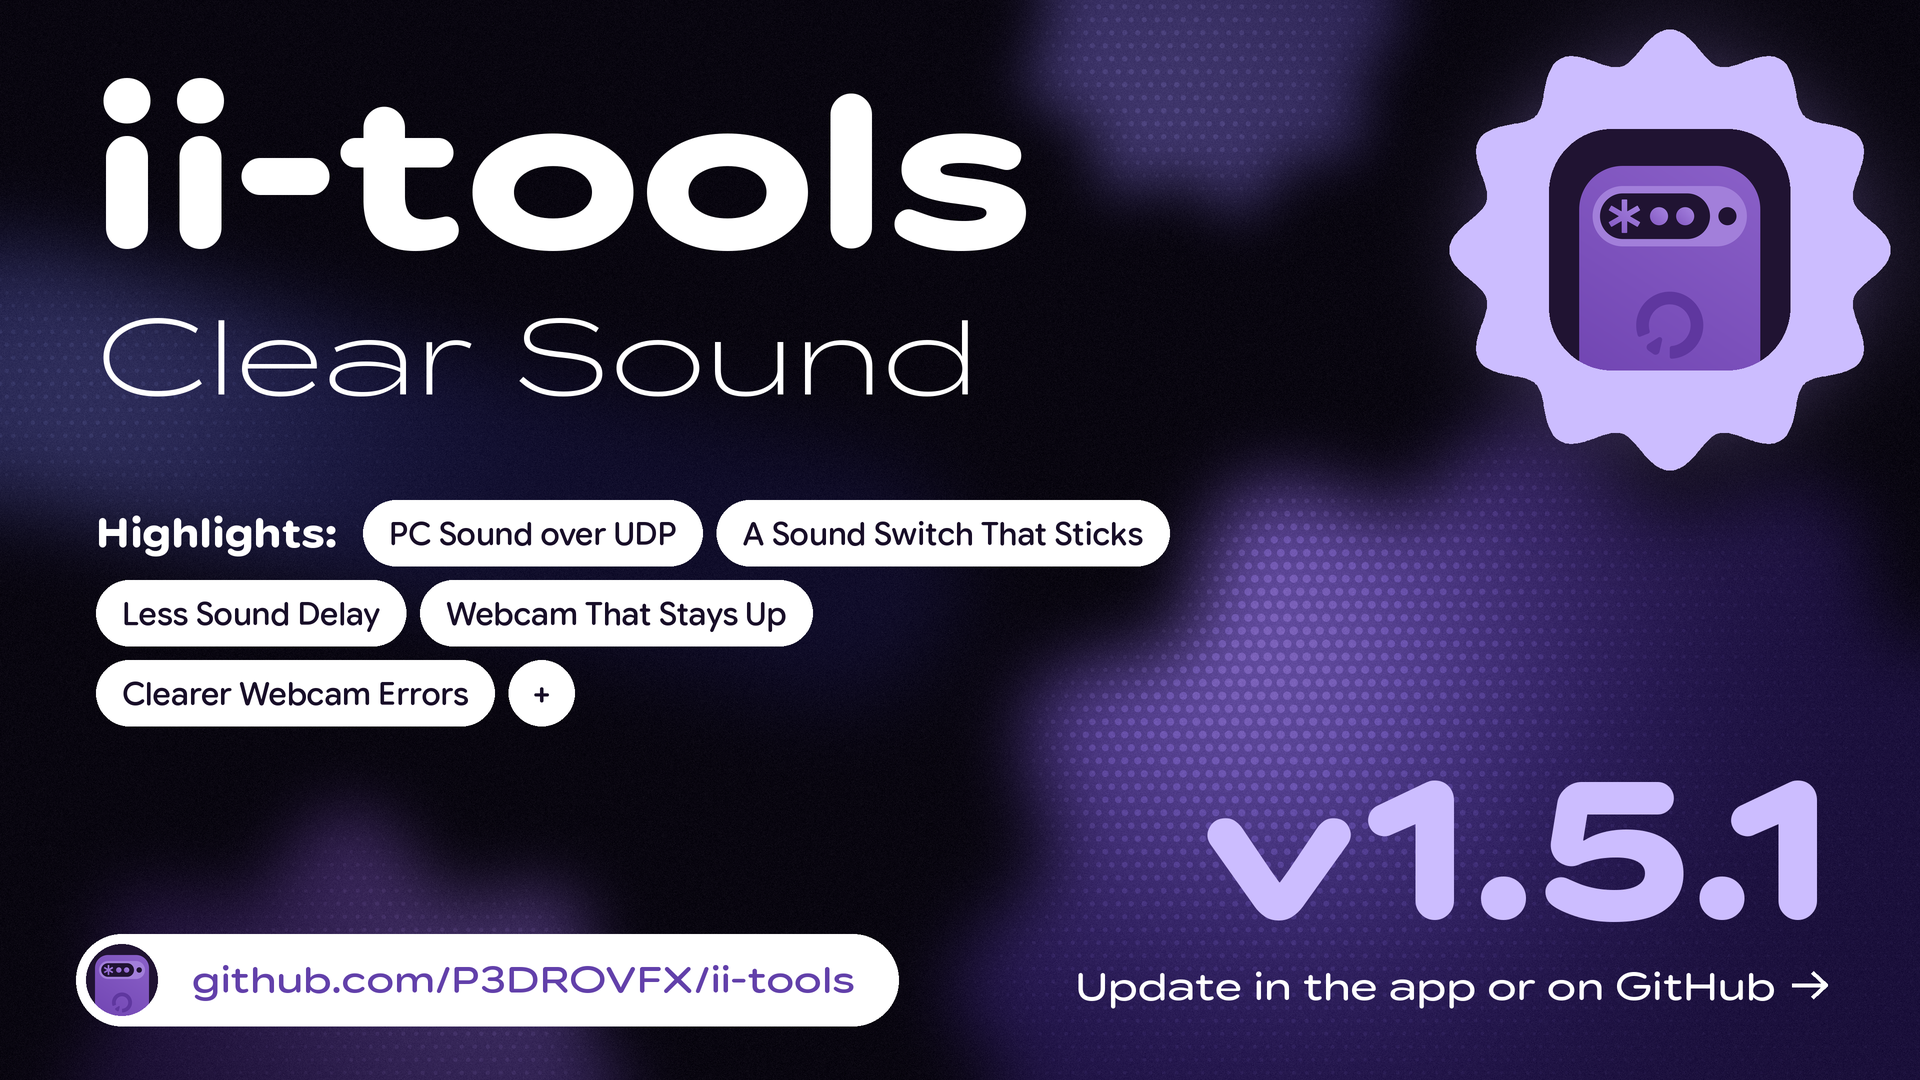 ii-tools
Clear Sound
Highlights: PC Sound over UDP A Sound Switch That Sticks
Less Sound Delay Webcam That Stays Up
Clearer Webcam Errors +
v1.5.1
github.com/P3DROVFX/ii-tools
Update in the app or on GitHub →